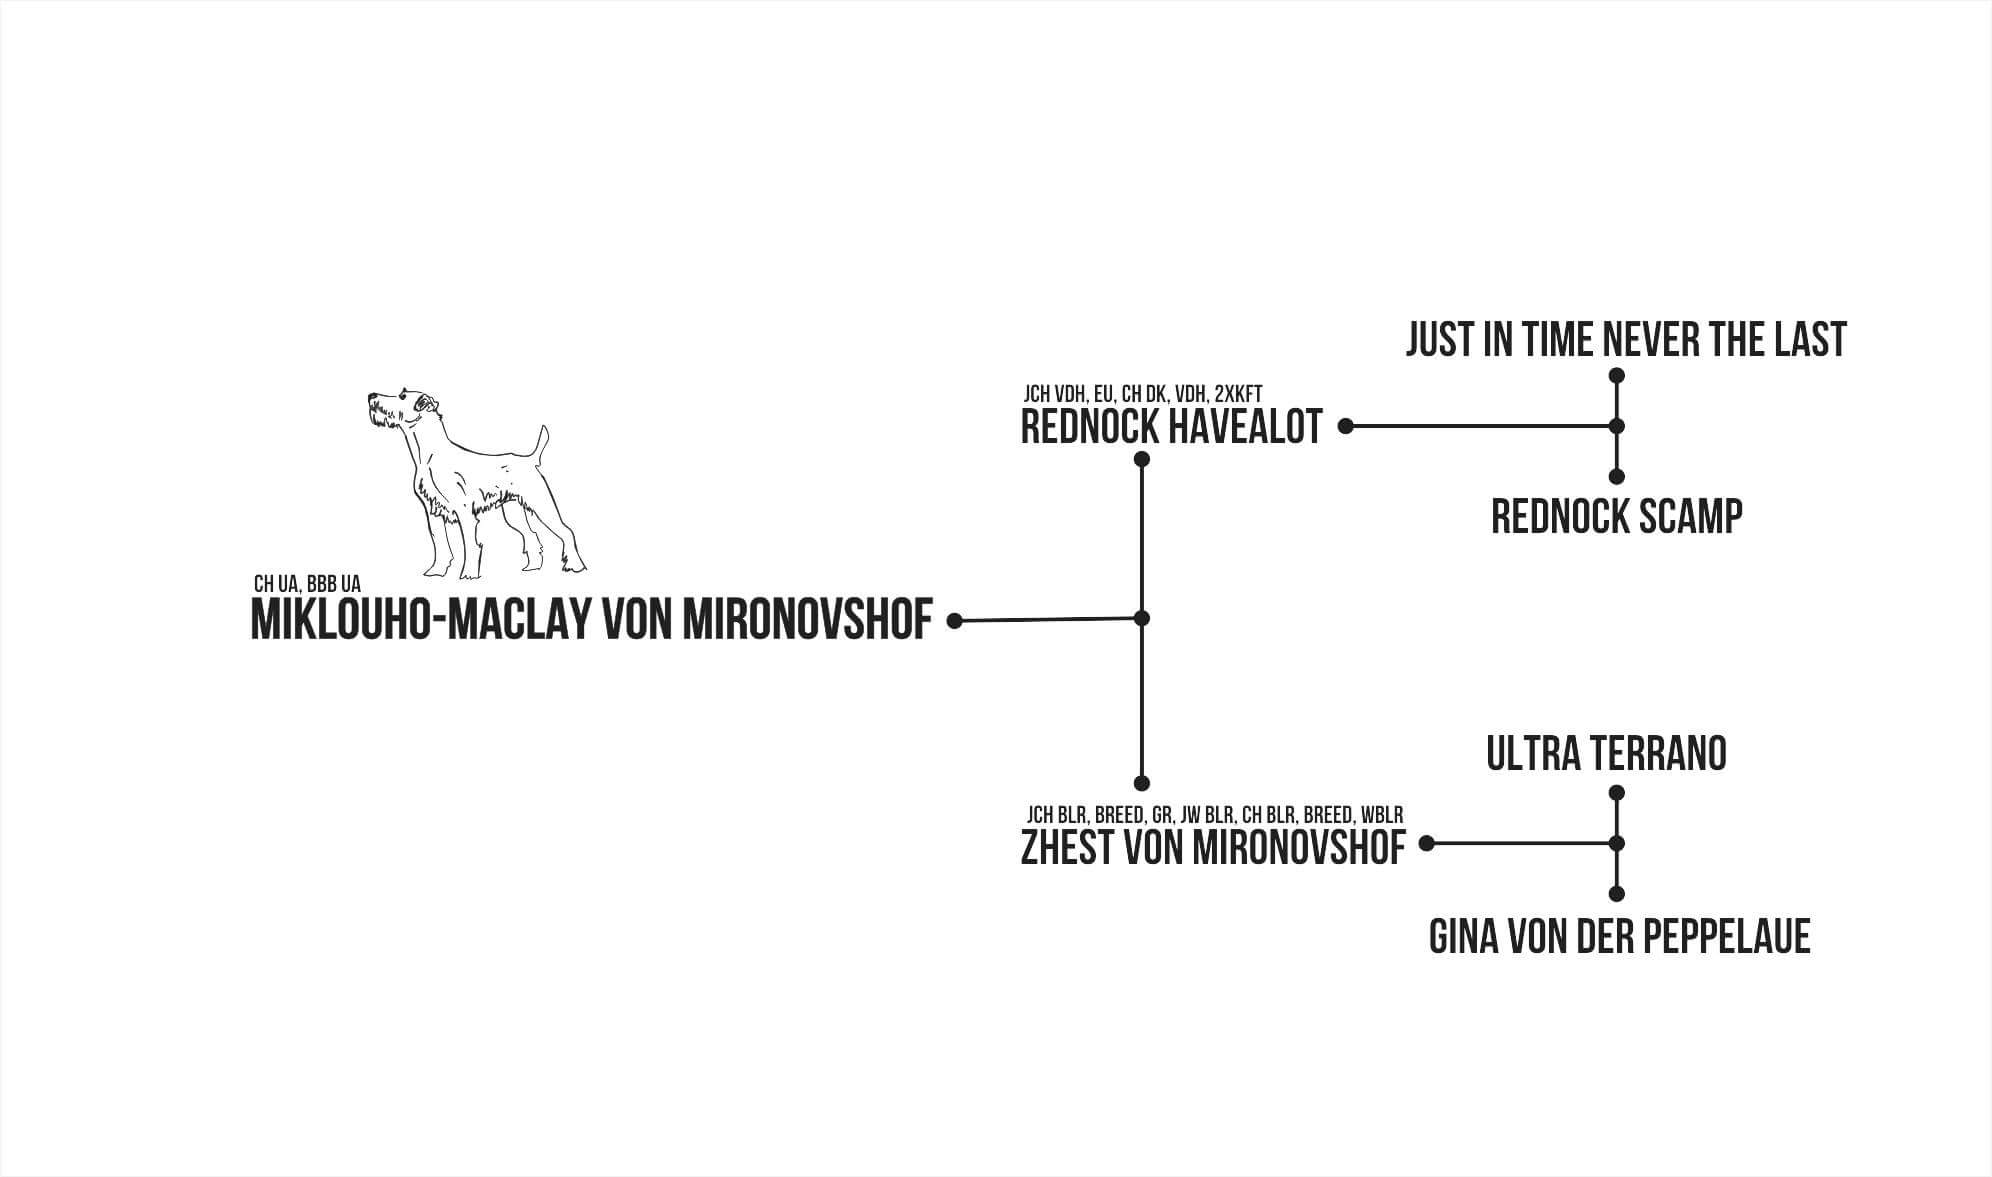 CH UA, BBB UA
MIKLOUHO-MACLAY VON MIRONOVSHOF
JCH VDH, EU, CH DK, VDH, 2XKFT
REDNOCK HAVEALOT
JUST IN TIME NEVER THE LAST
REDNOCK SCAMP
JCH BLR, BREED, GR, JW BLR, CH BLR, BREED, WBLR
ZHEST VON MIRONOVSHOF
ULTRA TERRANO
GINA VON DER PEPPELAUE